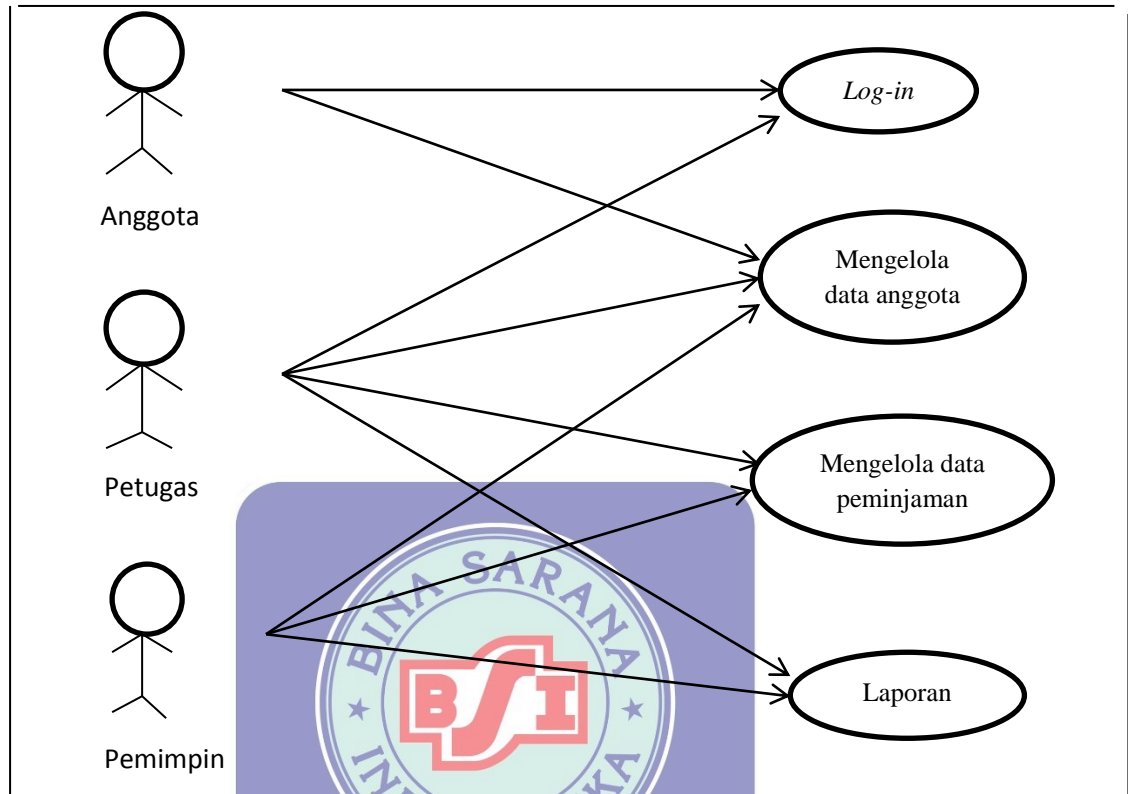 Log-in
Anggota
Mengelola
data anggota
Petugas
Mengelola data
peminjaman
Laporan
Pemimpin
BINA SARANA
BSI